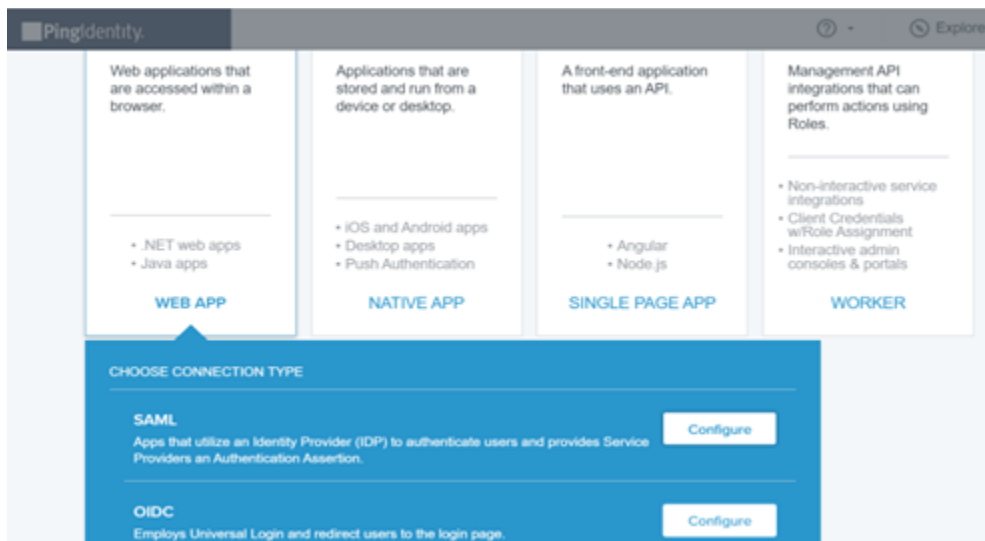 PingIdentity.
Explore
Web applications that
are accessed within a
browser.
• .NET web apps
• Java apps
WEB APP
Applications that are
stored and run from a
device or desktop.
• iOS and Android apps
• Desktop apps
• Push Authentication
NATIVE APP
A front-end application
that uses an API.
• Angular
• Node.js
SINGLE PAGE APP
Management API
integrations that can
perform actions using
Roles.
• Non-interactive service
integrations
• Client Credentials
w/Role Assignment
• Interactive admin
consoles & portals
WORKER
CHOOSE CONNECTION TYPE
SAML
Apps that utilize an Identity Provider (IDP) to authenticate users and provides Service
Providers an Authentication Assertion.
Configure
OIDC
Employs Universal Login and redirect users to the login page.
Configure